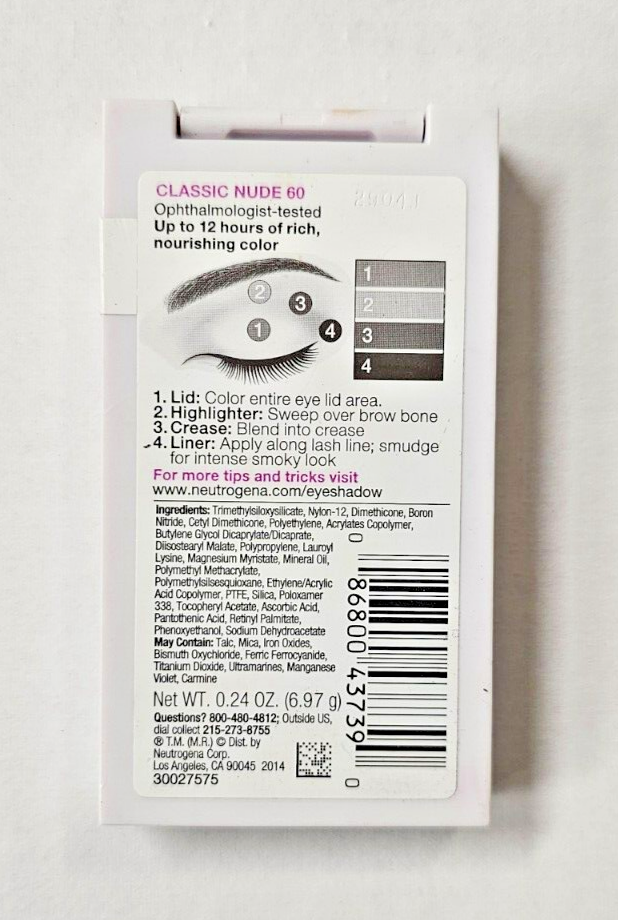 CLASSIC NUDE 60
Ophthalmologist-tested
Up to 12 hours of rich,
nourishing color
2
3
1
4
1
2
3
4
1. Lid: Color entire eye lid area.
2. Highlighter: Sweep over brow bone
3. Crease: Blend into crease
4. Liner: Apply along lash line; smudge
for intense smoky look
For more tips and tricks visit
www.neutrogena.com/eyeshadow
Ingredients: Trimethylsiloxysilicate, Nylon-12, Dimethicone, Boron
Nitride, Cetyl Dimethicone, Polyethylene, Acrylates Copolymer,
Butylene Glycol Dicaprylate/Dicaprate,
Diisostearyl Malate, Polypropylene, Lauroyl
Lysine, Magnesium Myristate, Mineral Oil,
Polymethyl Methacrylate,
Polymethylsilsesquioxane, Ethylene/Acrylic
Acid Copolymer, PTFE, Silica, Poloxamer
338, Tocopheryl Acetate, Ascorbic Acid,
Pantothenic Acid, Retinyl Palmitate,
Phenoxyethanol, Sodium Dehydroacetate
May Contain: Talc, Mica, Iron Oxides,
Bismuth Oxychloride, Ferric Ferrocyanide,
Titanium Dioxide, Ultramarines, Manganese
Violet, Carmine
Net WT. 0.24 OZ. (6.97 g)
Questions? 800-480-4812; Outside US,
dial collect 215-273-8755
® T.M. (M.R.) © Dist. by
Neutrogena Corp.
Los Angeles, CA 90045 2014
30027575
0 86800 43739 0